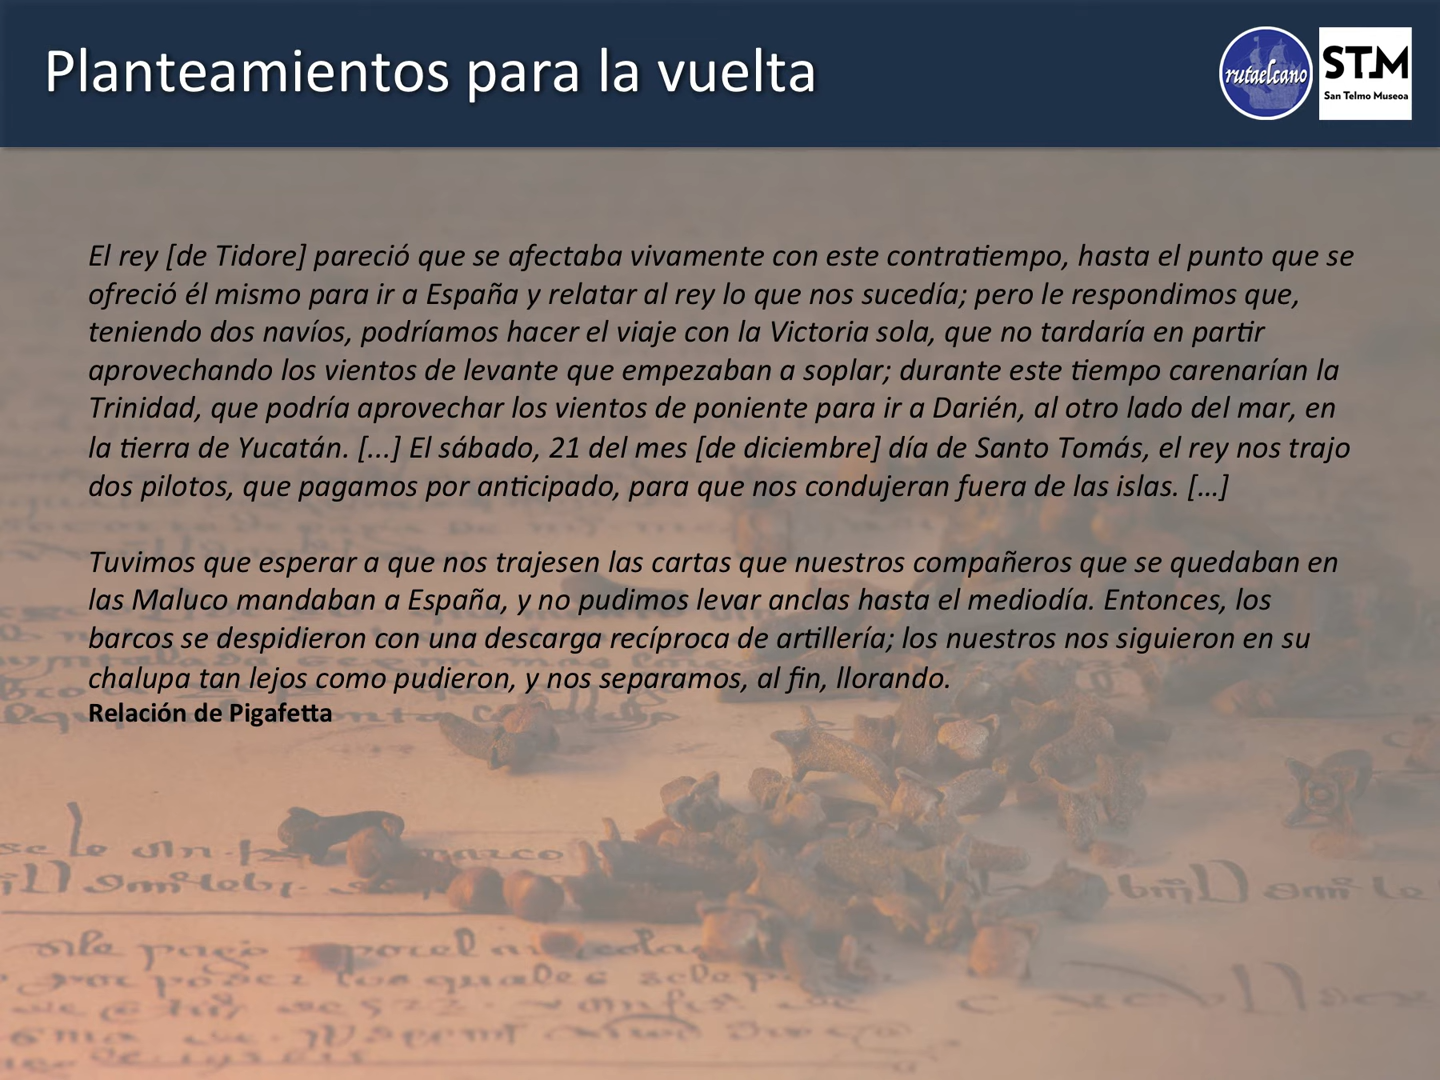 Planteamientos para la vuelta
rutaelcano
STM
San Telmo Museoa
El rey [de Tidore] pareció que se afectaba vivamente con este contratiempo, hasta el punto que se
ofreció él mismo para ir a España y relatar al rey lo que nos sucedía; pero le respondimos que,
teniendo dos navíos, podríamos hacer el viaje con la Victoria sola, que no tardaría en partir
aprovechando los vientos de levante que empezaban a soplar; durante este tiempo carenarían la
Trinidad, que podría aprovechar los vientos de poniente para ir a Darién, al otro lado del mar, en
la tierra de Yucatán. [...] El sábado, 21 del mes [de diciembre] día de Santo Tomás, el rey nos trajo
dos pilotos, que pagamos por anticipado, para que nos condujeran fuera de las islas. [...]
Tuvimos que esperar a que nos trajesen las cartas que nuestros compañeros que se quedaban en
las Maluco mandaban a España, y no pudimos levar anclas hasta el mediodía. Entonces, los
barcos se despidieron con una descarga recíproca de artillería; los nuestros nos siguieron en su
chalupa tan lejos como pudieron, y nos separamos, al fin, llorando.
Relación de Pigafetta